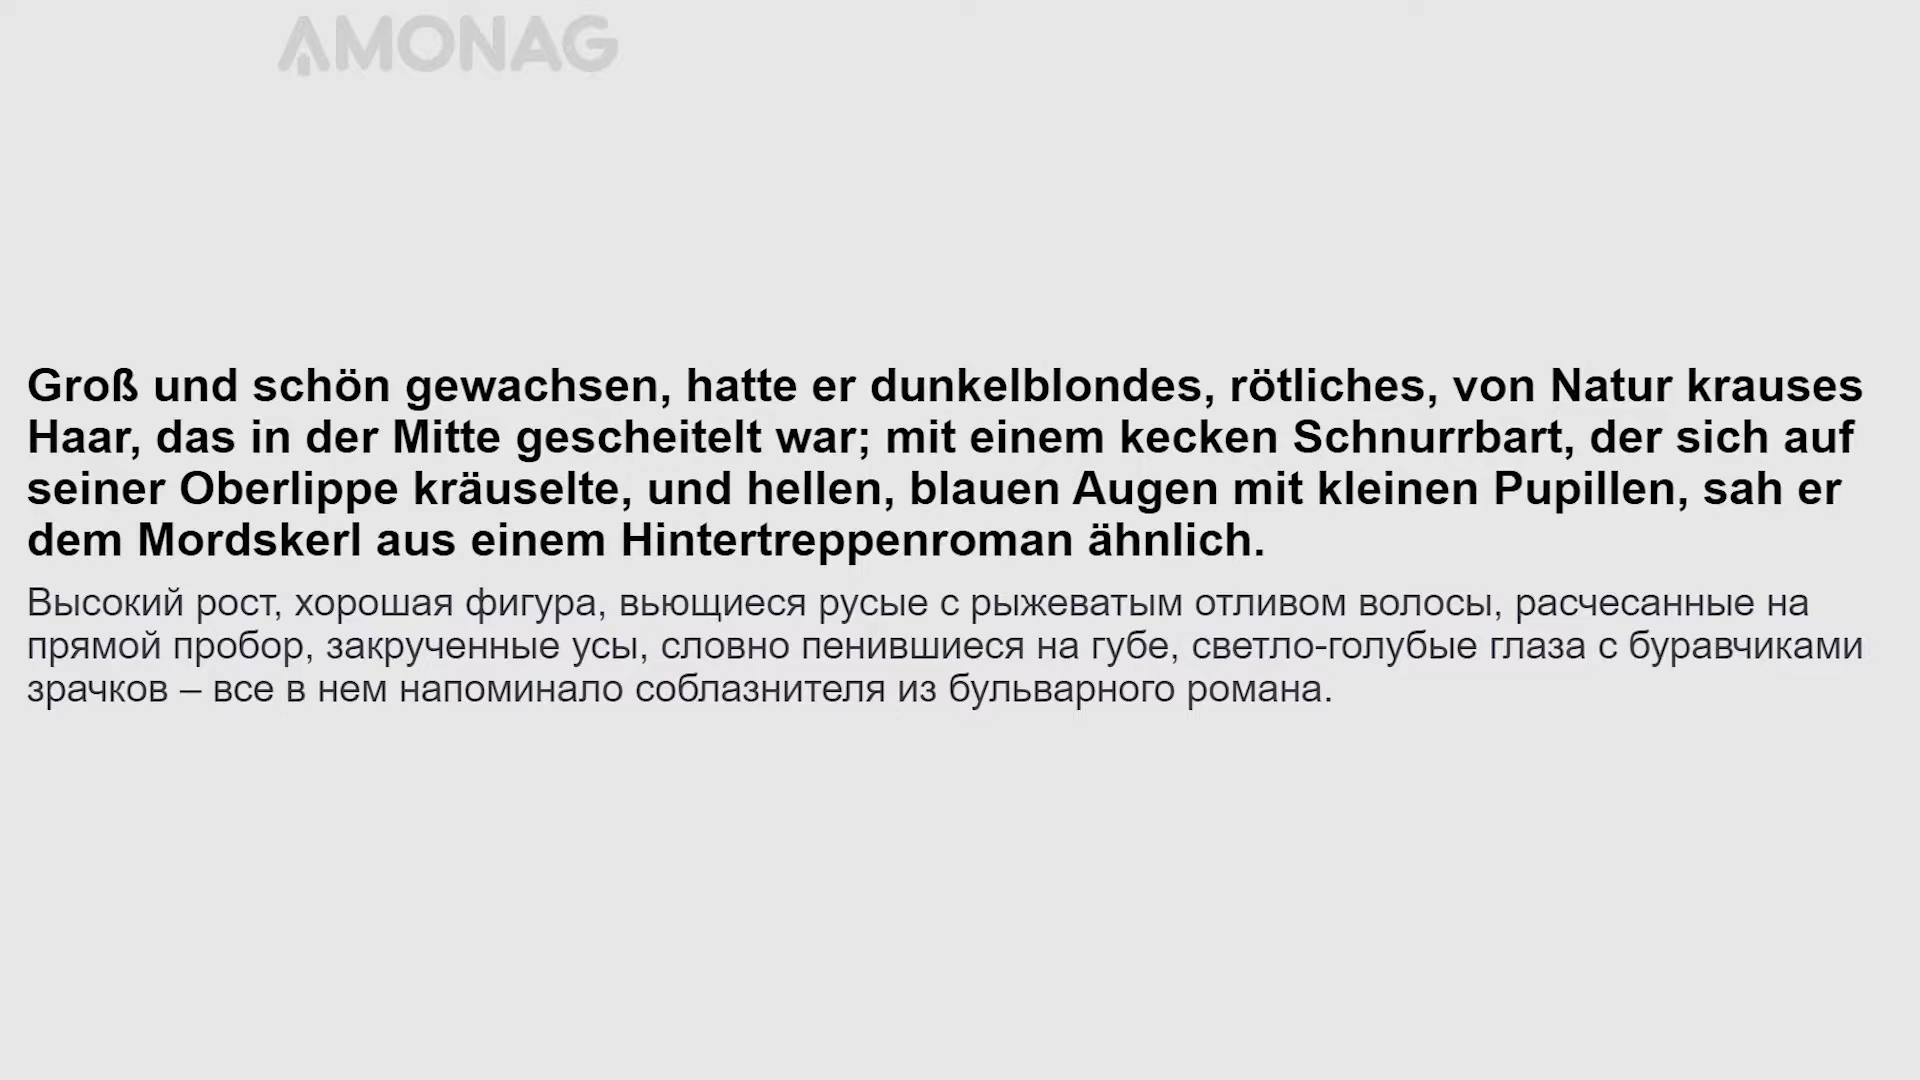 AMONAG
Groß und schön gewachsen, hatte er dunkelblondes, rötliches, von Natur krauses
Haar, das in der Mitte gescheitelt war; mit einem kecken Schnurrbart, der sich auf
seiner Oberlippe kräuselte, und hellen, blauen Augen mit kleinen Pupillen, sah er
dem Mordskerl aus einem Hintertreppenroman ähnlich.
Высокий рост, хорошая фигура, вьющиеся русые с рыжеватым отливом волосы, расчесанные на
прямой пробор, закрученные усы, словно пенившиеся на губе, светло-голубые глаза с буравчиками
зрачков – все в нем напоминало соблазнителя из бульварного романа.